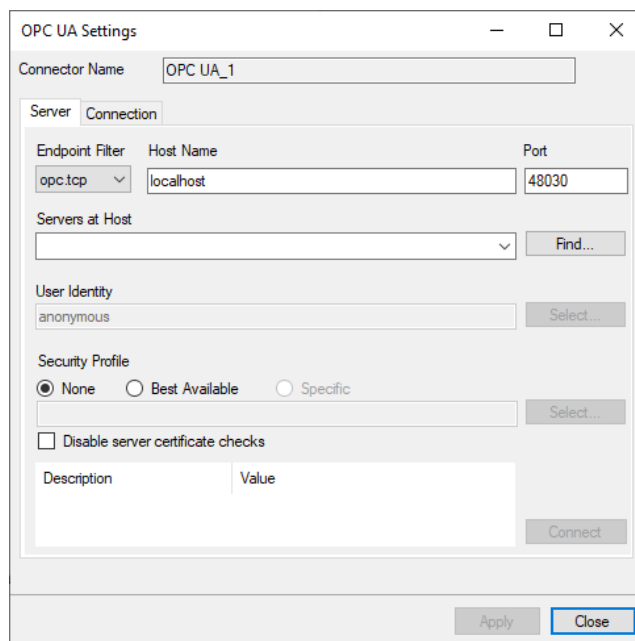 OPC UA Settings
Connector Name OPC UA_1
Server Connection
Endpoint Filter Host Name Port
opc.tcp localhost 48030
Servers at Host
Find...
User Identity
anonymous Select...
Security Profile
None Best Available Specific
Select...
Disable server certificate checks
Description Value
Connect
Apply Close